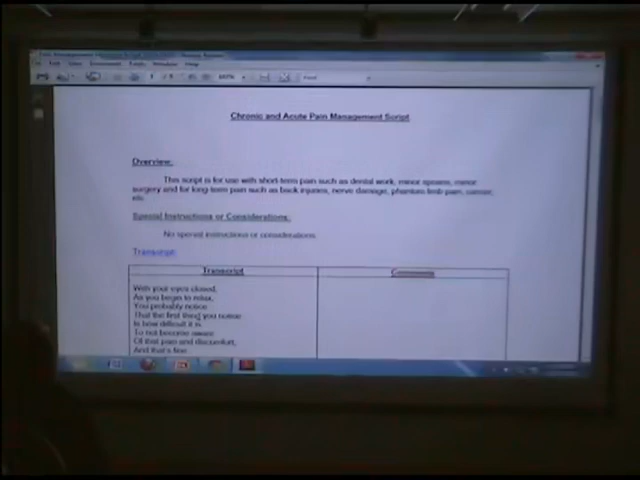 Chronic and Acute Pain Management Script
Overview:
This script is for use with short-term pain such as dental work, minor sprains, minor
surgery and for long-term pain such as back injuries, nerve damage, phantom limb pain, cancer,
etc.
Special Instructions or Considerations:
No special instructions or considerations.
Transcript:
Transcript
Comments
With your eyes closed,
As you begin to relax,
You probably notice
That the first thing you notice
Is how difficult it is
To not become aware
Of that pain and discomfort,
And that's fine